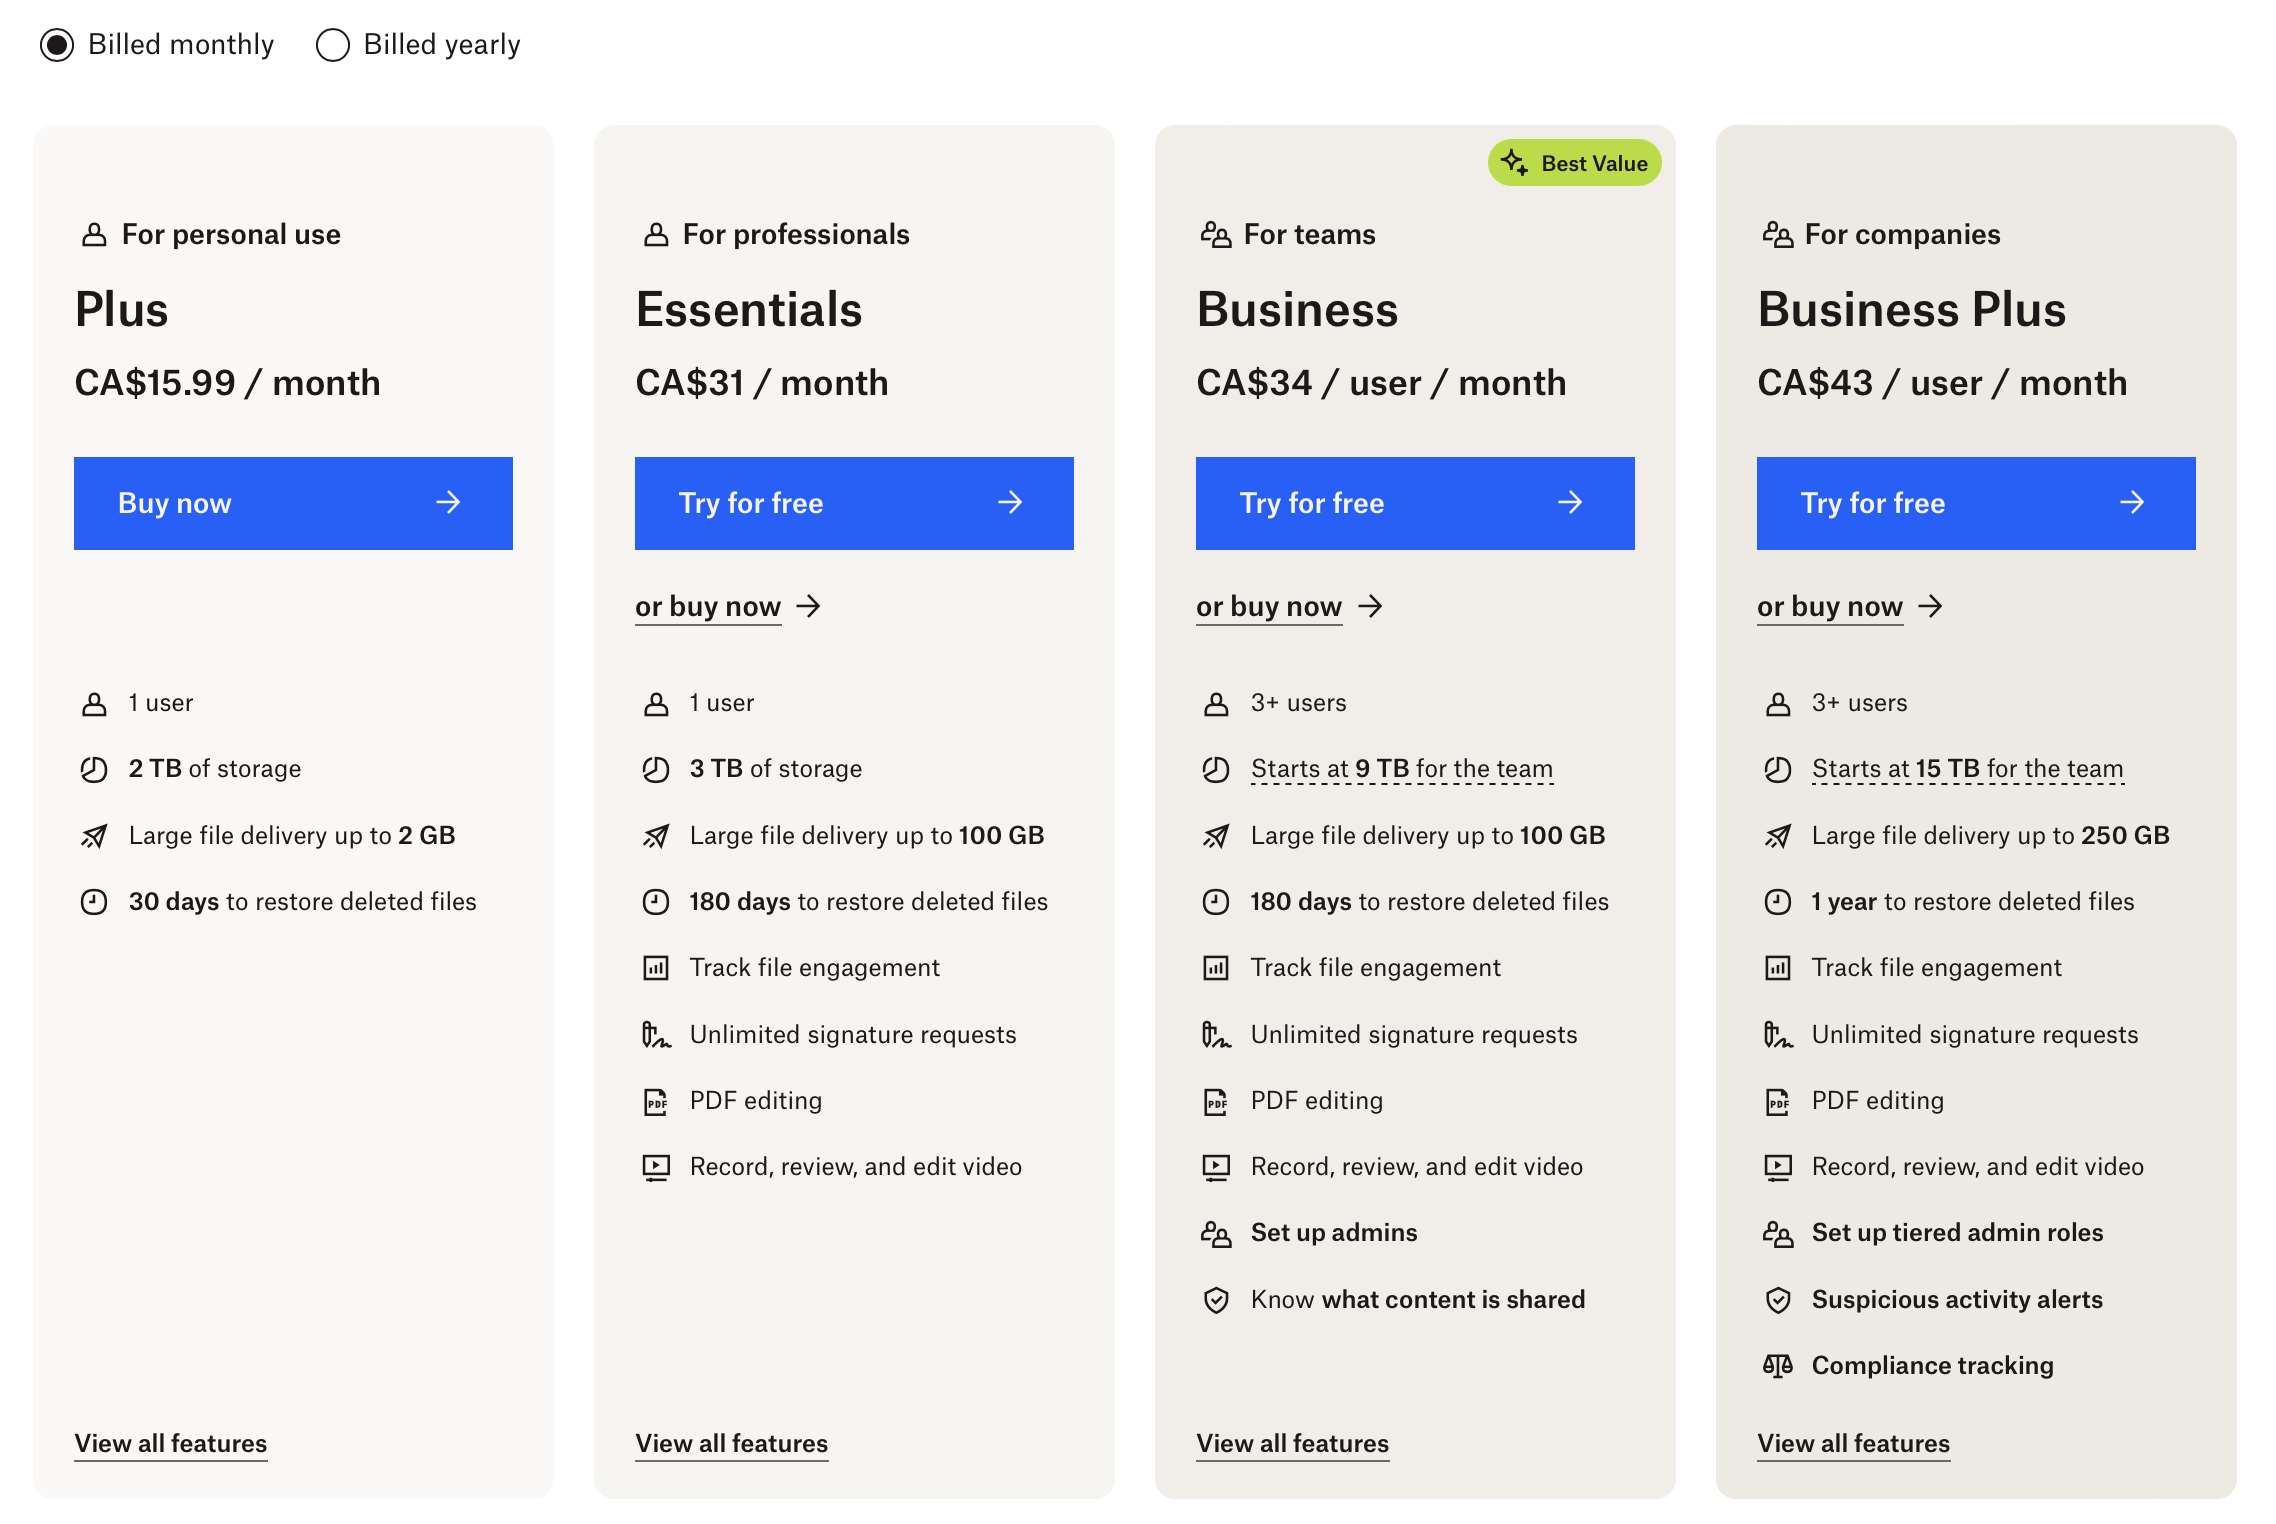 Billed monthly
Billed yearly
For personal use
Plus
CA$15.99 / month
Buy now
1 user
2 TB of storage
Large file delivery up to 2 GB
30 days to restore deleted files
View all features
For professionals
Essentials
CA$31 / month
Try for free
or buy now
1 user
3 TB of storage
Large file delivery up to 100 GB
180 days to restore deleted files
Track file engagement
Unlimited signature requests
PDF
PDF editing
Record, review, and edit video
View all features
Best Value
For teams
Business
CA$34 / user / month
Try for free
or buy now
3+ users
Starts at 9 TB for the team
Large file delivery up to 100 GB
180 days to restore deleted files
Track file engagement
Unlimited signature requests
PDF
PDF editing
Record, review, and edit video
Set up admins
Know what content is shared
View all features
For companies
Business Plus
CA$43 / user / month
Try for free
or buy now
3+ users
Starts at 15 TB for the team
Large file delivery up to 250 GB
1 year to restore deleted files
Track file engagement
Unlimited signature requests
PDF
PDF editing
Record, review, and edit video
Set up tiered admin roles
Suspicious activity alerts
Compliance tracking
View all features